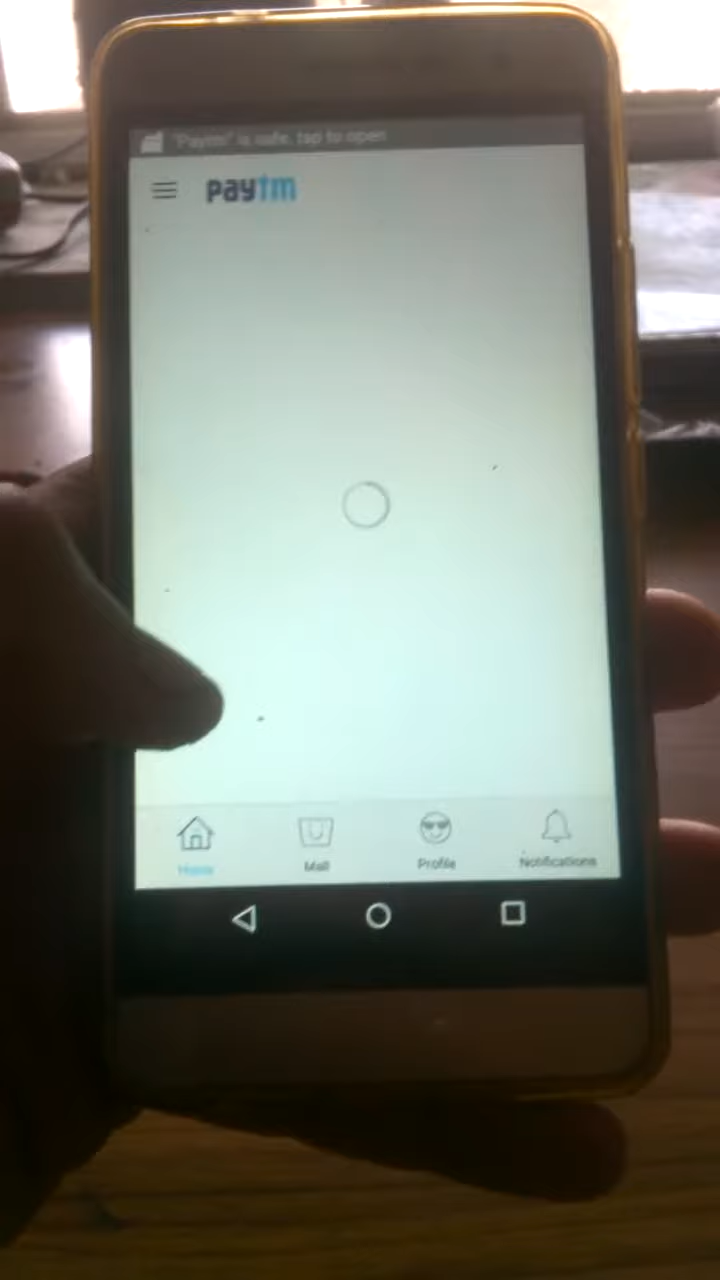 "Paytm" is safe, tap to open
paytm
Home
Mall
Profile
Notifications